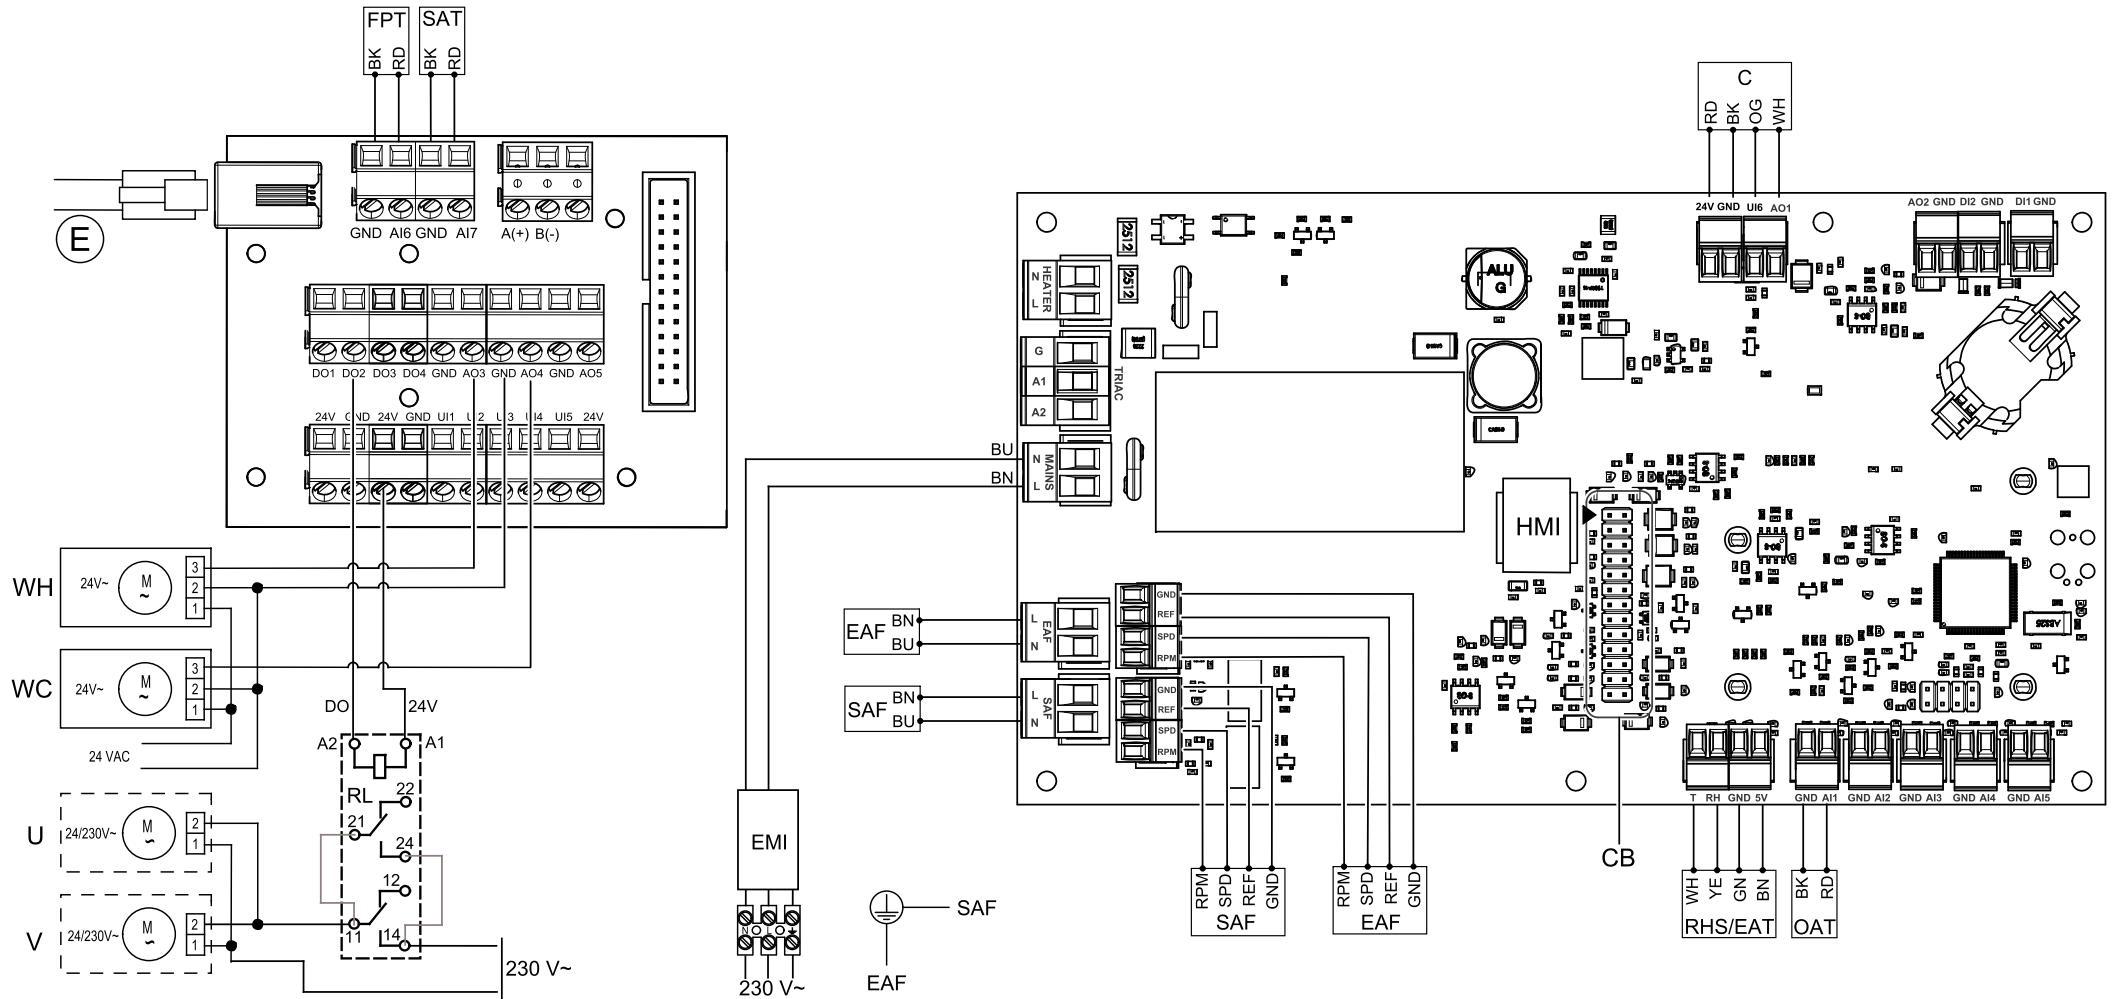 FPT SAT
BK RD BK RD
GND AI6 GND AI7
A(+) B(-)
E
DO1 DO2 DO3 DO4 GND AO3 GND AO4 GND AO5
24V GND 24V GND UI1 UI2 UI3 UI4 UI5 24V
WH
24V~
M
~
3
2
1
WC
24V~
M
~
3
2
1
24 VAC
DO 24V
A2 A1
RL
22
21
24
12
11
14
U
24/230V~
M
~
2
1
V
24/230V~
M
~
2
1
230 V~
BU
BN
EMI
N L
230 V~
C
RD BK OG WH
24V GND UI6 AO1
AO2 GND DI2 GND DI1 GND
HEATER
N
L
2512
2512
G
A1
A2
TRIAC
MAINS
N
L
ALU
G
HMI
EAF
BN
BU
L
N
EAF
GND
REF
SPD
RPM
SAF
BN
BU
L
N
SAF
GND
REF
SPD
RPM
SAF
EAF
RPM SPD REF GND
SAF
RPM SPD REF GND
EAF
CB
T RH GND 5V
WH YE GN BN
RHS/EAT
GND AI1 GND AI2 GND AI3 GND AI4 GND AI5
BK RD
OAT